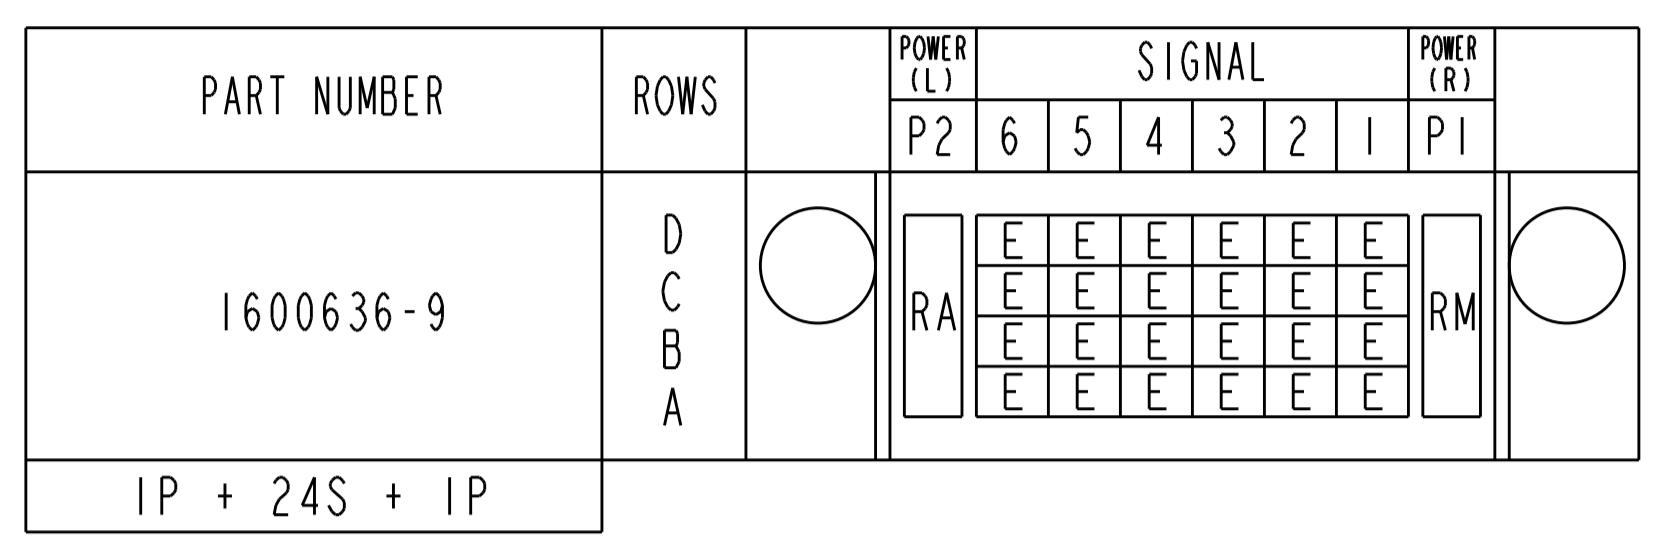 PART NUMBER
ROWS
POWER
(L)
SIGNAL
POWER
(R)
P2 6 5 4 3 2 1 P1
1600636-9
D
C
B
A
RA
E E E E E E
E E E E E E
E E E E E E
E E E E E E
RM
1P + 24S + 1P